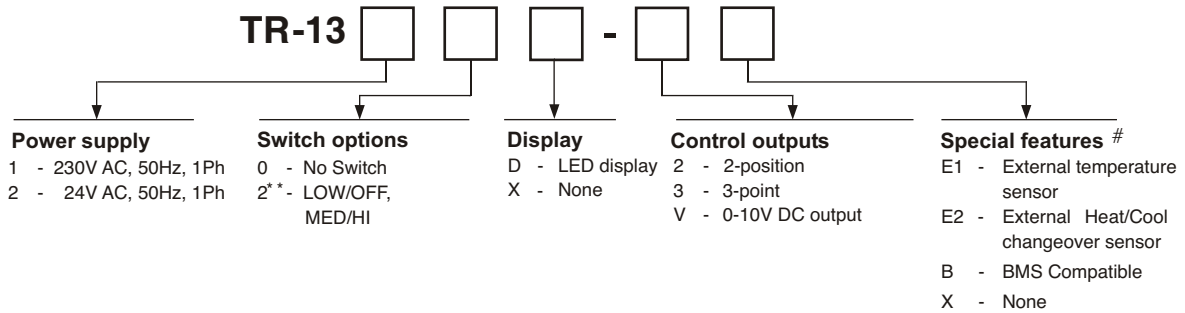 TR-13 -
Power supply
1 - 230V AC, 50Hz, 1Ph
2 - 24V AC, 50Hz, 1Ph
Switch options
0 - No Switch
2** - LOW/OFF,
MED/HI
Display
D - LED display
X - None
Control outputs
2 - 2-position
3 - 3-point
V - 0-10V DC output
Special features #
E1 - External temperature
sensor
E2 - External Heat/Cool
changeover sensor
B - BMS Compatible
X - None